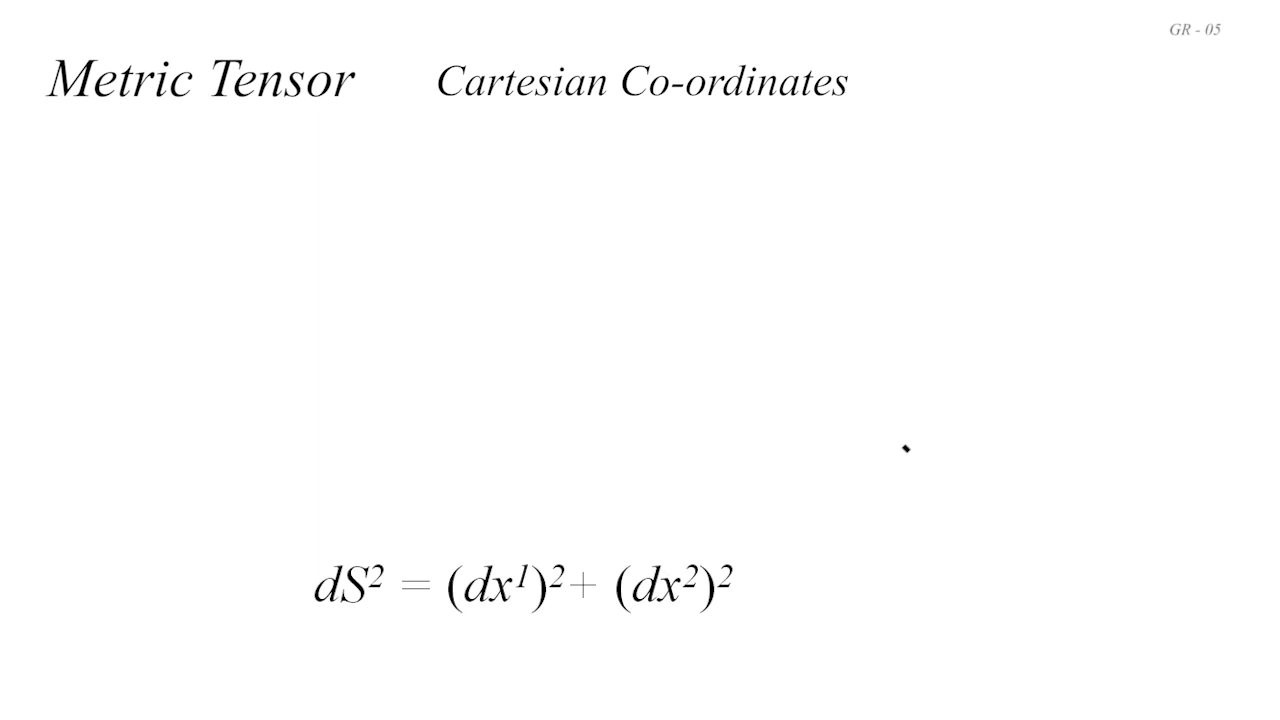 GR - 05
Metric Tensor Cartesian Co-ordinates
dS² = (dx¹)² + (dx²)²